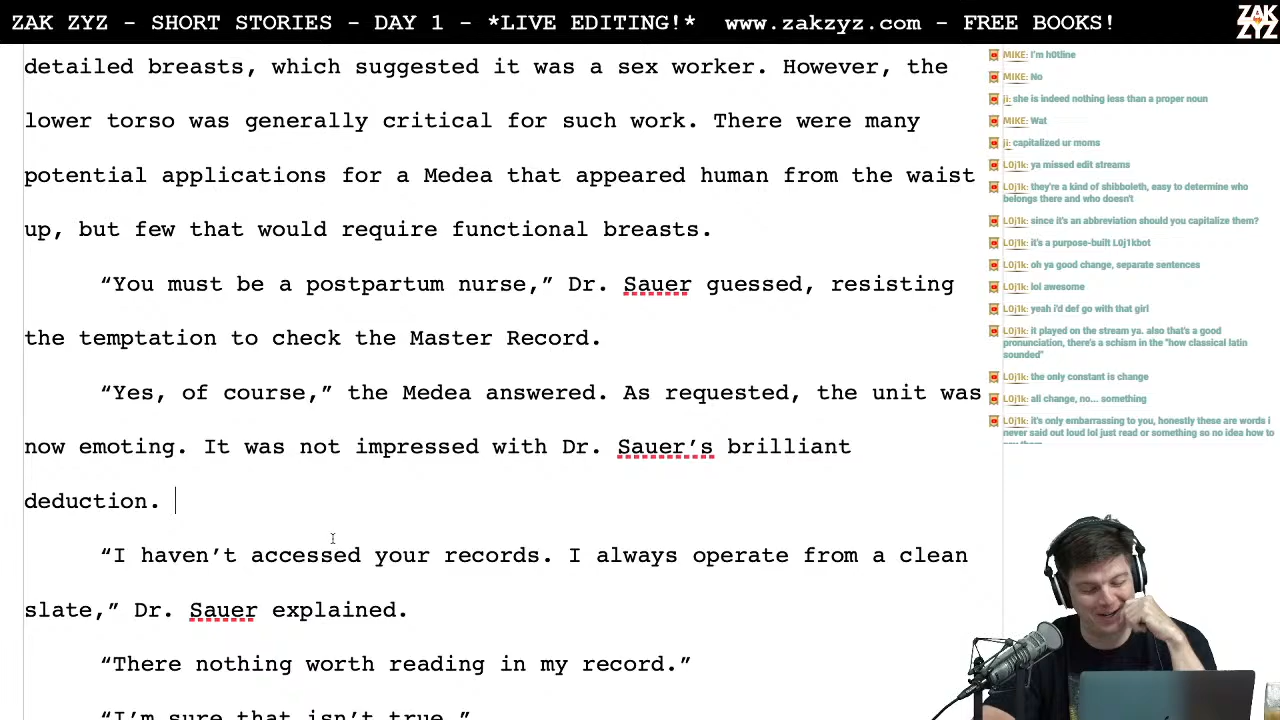 ZAK ZYZ - SHORT STORIES - DAY 1 - *LIVE EDITING!* www.zakzyz.com - FREE BOOKS!
ZAK
ZYZ
detailed breasts, which suggested it was a sex worker. However, the
lower torso was generally critical for such work. There were many
potential applications for a Medea that appeared human from the waist
up, but few that would require functional breasts.
“You must be a postpartum nurse,” Dr. Sauer guessed, resisting
the temptation to check the Master Record.
“Yes, of course,” the Medea answered. As requested, the unit was
now emoting. It was not impressed with Dr. Sauer’s brilliant
deduction.
“I haven’t accessed your records. I always operate from a clean
slate,” Dr. Sauer explained.
“There nothing worth reading in my record.”
“I’m sure that isn’t true.”
MIKE: I'm h0tline
MIKE: No
ji: she is indeed nothing less than a proper noun
MIKE: Wat
ji: capitalized ur moms
L0j1k: ya missed edit streams
L0j1k: they're a kind of shibboleth, easy to determine who
belongs there and who doesn't
L0j1k: since it's an abbreviation should you capitalize them?
L0j1k: it's a purpose-built L0j1kbot
L0j1k: oh ya good change, separate sentences
L0j1k: lol awesome
L0j1k: yeah i'd def go with that girl
L0j1k: it played on the stream ya. also that's a good
pronunciation, there's a schism in the "how classical latin
sounded"
L0j1k: the only constant is change
L0j1k: all change, no... something
L0j1k: it's only embarrassing to you, honestly these are words i
never said out loud lol just read or something so no idea how to